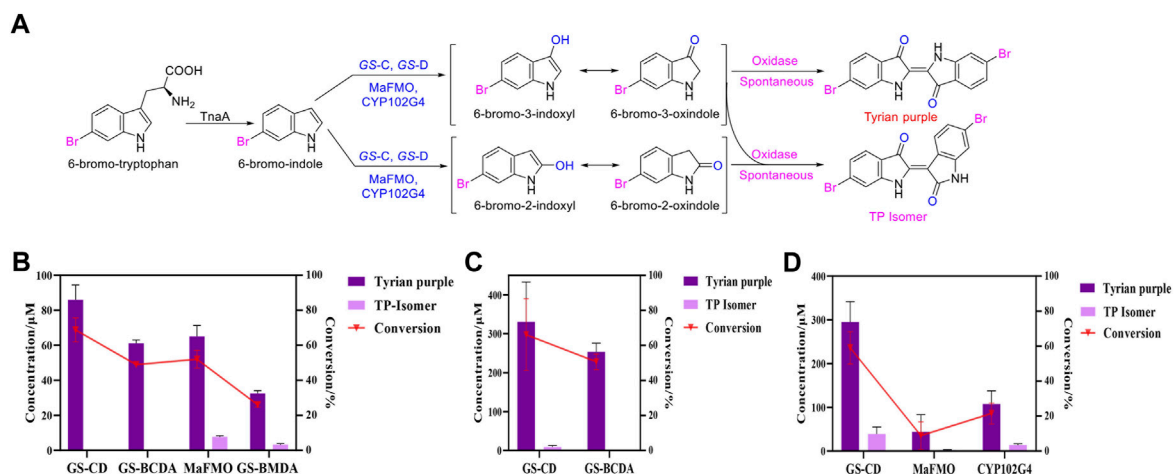 A
COOH
NH₂
Br
N
H
6-bromo-tryptophan
TnaA
Br
N
H
6-bromo-indole
GS-C, GS-D
MaFMO,
CYP102G4
GS-C, GS-D
MaFMO,
CYP102G4
OH
Br
N
H
6-bromo-3-indoxyl
O
Br
N
H
6-bromo-3-oxindole
Br
N
H
OH
6-bromo-2-indoxyl
Br
N
H
O
6-bromo-2-oxindole
Oxidase
Spontaneous
Oxidase
Spontaneous
O
H
N
Br
Br
N
H
O
Tyrian purple
Br
O
Br
N
H
NH
O
TP Isomer
B
Concentration/µM
100
80
60
40
20
0
GS-CD GS-BCDA MaFMO GS-BMDA
100
80
60
40
20
0
Conversion/%
Tyrian purple
TP-Isomer
Conversion
C
Concentration/µM
400
300
200
100
0
GS-CD GS-BCDA
100
80
60
40
20
0
Conversion/%
Tyrian purple
TP Isomer
Conversion
D
Concentration/µM
400
300
200
100
0
GS-CD MaFMO CYP102G4
100
80
60
40
20
0
Conversion/%
Tyrian purple
TP Isomer
Conversion